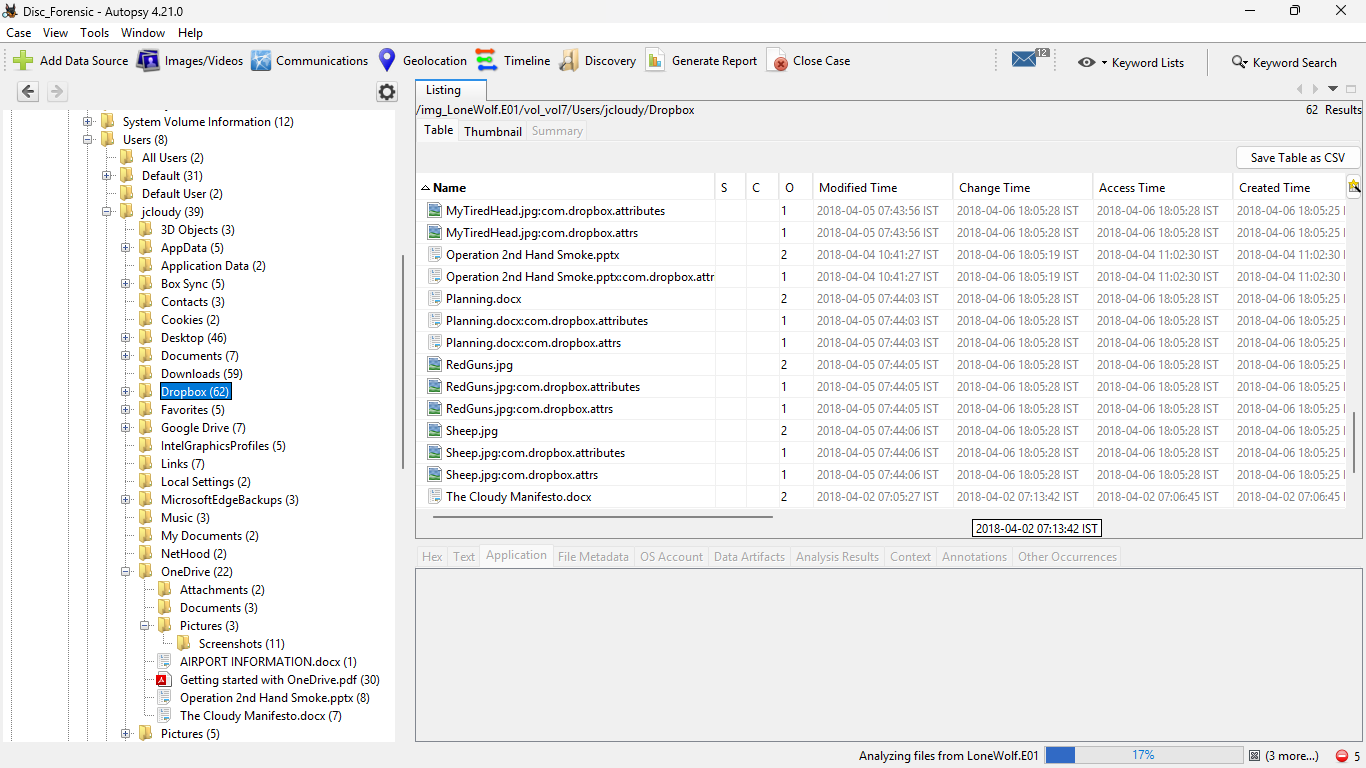 Disc_Forensic - Autopsy 4.21.0
Case View Tools Window Help
Add Data Source Images/Videos Communications Geolocation Timeline Discovery Generate Report Close Case 12 Keyword Lists Keyword Search
System Volume Information (12)
Users (8)
All Users (2)
Default (31)
Default User (2)
jcloudy (39)
3D Objects (3)
AppData (5)
Application Data (2)
Box Sync (5)
Contacts (3)
Cookies (2)
Desktop (46)
Documents (7)
Downloads (59)
Dropbox (62)
Favorites (5)
Google Drive (7)
IntelGraphicsProfiles (5)
Links (7)
Local Settings (2)
MicrosoftEdgeBackups (3)
Music (3)
My Documents (2)
NetHood (2)
OneDrive (22)
Attachments (2)
Documents (3)
Pictures (3)
Screenshots (11)
AIRPORT INFORMATION.docx (1)
Getting started with OneDrive.pdf (30)
Operation 2nd Hand Smoke.pptx (8)
The Cloudy Manifesto.docx (7)
Pictures (5)
Listing
/img_LoneWolf.E01/vol_vol7/Users/jcloudy/Dropbox 62 Results
Table Thumbnail Summary
Save Table as CSV
Name S C O Modified Time Change Time Access Time Created Time
MyTiredHead.jpg:com.dropbox.attributes 1 2018-04-05 07:43:56 IST 2018-04-06 18:05:28 IST 2018-04-06 18:05:28 IST 2018-04-06 18:05:25
MyTiredHead.jpg:com.dropbox.attrs 1 2018-04-05 07:43:56 IST 2018-04-06 18:05:28 IST 2018-04-06 18:05:28 IST 2018-04-06 18:05:25
Operation 2nd Hand Smoke.pptx 2 2018-04-04 10:41:27 IST 2018-04-06 18:05:19 IST 2018-04-04 11:02:30 IST 2018-04-04 11:02:30
Operation 2nd Hand Smoke.pptx:com.dropbox.attr 1 2018-04-04 10:41:27 IST 2018-04-06 18:05:19 IST 2018-04-04 11:02:30 IST 2018-04-04 11:02:30
Planning.docx 2 2018-04-05 07:44:03 IST 2018-04-06 18:05:28 IST 2018-04-06 18:05:28 IST 2018-04-06 18:05:25
Planning.docx:com.dropbox.attributes 1 2018-04-05 07:44:03 IST 2018-04-06 18:05:28 IST 2018-04-06 18:05:28 IST 2018-04-06 18:05:25
Planning.docx:com.dropbox.attrs 1 2018-04-05 07:44:03 IST 2018-04-06 18:05:28 IST 2018-04-06 18:05:28 IST 2018-04-06 18:05:25
RedGuns.jpg 2 2018-04-05 07:44:05 IST 2018-04-06 18:05:28 IST 2018-04-06 18:05:28 IST 2018-04-06 18:05:25
RedGuns.jpg:com.dropbox.attributes 1 2018-04-05 07:44:05 IST 2018-04-06 18:05:28 IST 2018-04-06 18:05:28 IST 2018-04-06 18:05:25
RedGuns.jpg:com.dropbox.attrs 1 2018-04-05 07:44:05 IST 2018-04-06 18:05:28 IST 2018-04-06 18:05:28 IST 2018-04-06 18:05:25
Sheep.jpg 2 2018-04-05 07:44:06 IST 2018-04-06 18:05:28 IST 2018-04-06 18:05:28 IST 2018-04-06 18:05:25
Sheep.jpg:com.dropbox.attributes 1 2018-04-05 07:44:06 IST 2018-04-06 18:05:28 IST 2018-04-06 18:05:28 IST 2018-04-06 18:05:25
Sheep.jpg:com.dropbox.attrs 1 2018-04-05 07:44:06 IST 2018-04-06 18:05:28 IST 2018-04-06 18:05:28 IST 2018-04-06 18:05:25
The Cloudy Manifesto.docx 2 2018-04-02 07:05:27 IST 2018-04-02 07:13:42 IST 2018-04-02 07:06:45 IST 2018-04-02 07:06:45
2018-04-02 07:13:42 IST
Hex Text Application File Metadata OS Account Data Artifacts Analysis Results Context Annotations Other Occurrences
Analyzing files from LoneWolf.E01 17% (3 more...) 5